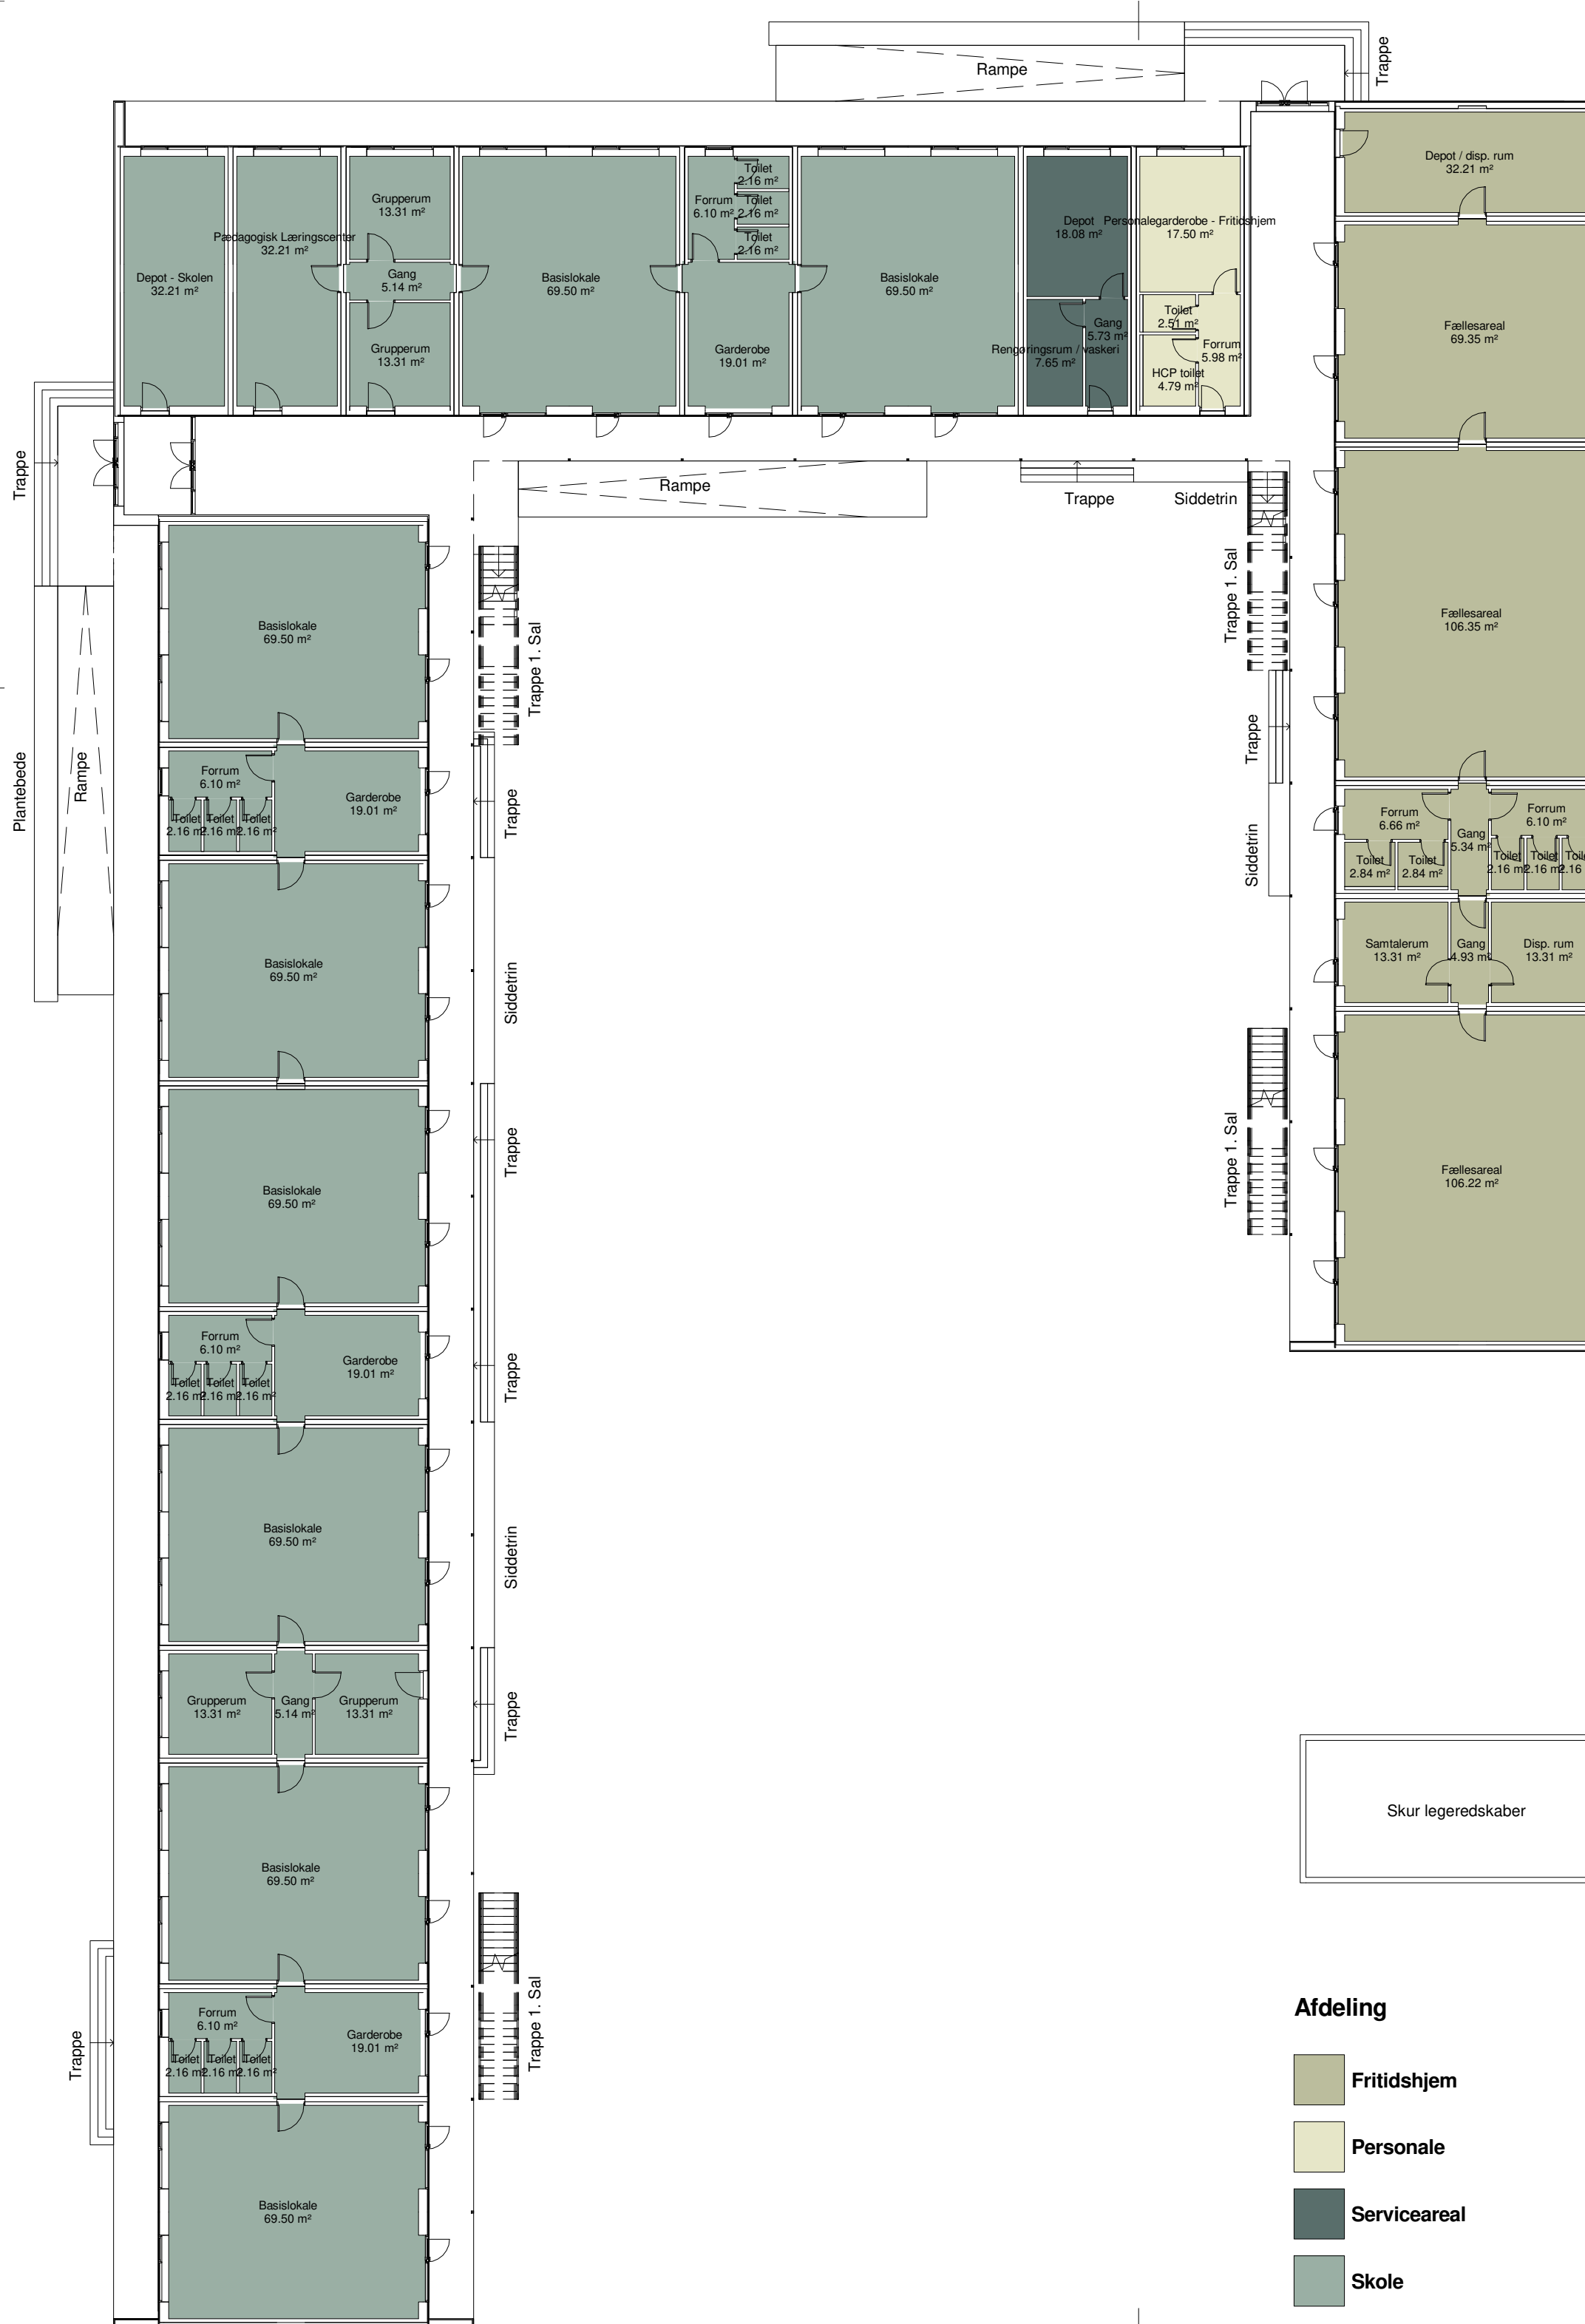 Rampe
Trappe
Depot - Skolen
32.21 m²
Pædagogisk Læringscenter
32.21 m²
Grupperum
13.31 m²
Gang
5.14 m²
Grupperum
13.31 m²
Basislokale
69.50 m²
Forrum
6.10 m²
Toilet
2.16 m²
Toilet
2.16 m²
Toilet
2.16 m²
Garderobe
19.01 m²
Basislokale
69.50 m²
Depot
18.08 m²
Rengøringsrum / vaskeri
7.65 m²
Gang
5.73 m²
Personalegarderobe - Fritidshjem
17.50 m²
Toilet
2.51 m²
Forrum
5.98 m²
HCP toilet
4.79 m²
Depot / disp. rum
32.21 m²
Fællesareal
69.35 m²
Fællesareal
106.35 m²
Forrum
6.66 m²
Toilet
2.84 m²
Toilet
2.84 m²
Gang
5.34 m²
Forrum
6.10 m²
Toilet
2.16 m²
Toilet
2.16 m²
2.16
Samtalerum
13.31 m²
Gang
4.93 m²
Disp. rum
13.31 m²
Fællesareal
106.22 m²
Trappe
Rampe
Trappe
Siddetrin
Trappe 1. Sal
Trappe
Siddetrin
Trappe 1. Sal
Plantebede
Rampe
Basislokale
69.50 m²
Trappe 1. Sal
Forrum
6.10 m²
Toilet
2.16 m²
Toilet
2.16 m²
Toilet
2.16 m²
Garderobe
19.01 m²
Trappe
Basislokale
69.50 m²
Siddetrin
Basislokale
69.50 m²
Trappe
Forrum
6.10 m²
Toilet
2.16 m²
Toilet
2.16 m²
Toilet
2.16 m²
Garderobe
19.01 m²
Trappe
Basislokale
69.50 m²
Siddetrin
Grupperum
13.31 m²
Gang
5.14 m²
Grupperum
13.31 m²
Trappe
Basislokale
69.50 m²
Forrum
6.10 m²
Toilet
2.16 m²
Toilet
2.16 m²
Toilet
2.16 m²
Garderobe
19.01 m²
Trappe 1. Sal
Trappe
Basislokale
69.50 m²
Skur legeredskaber
Afdeling
Fritidshjem
Personale
Serviceareal
Skole